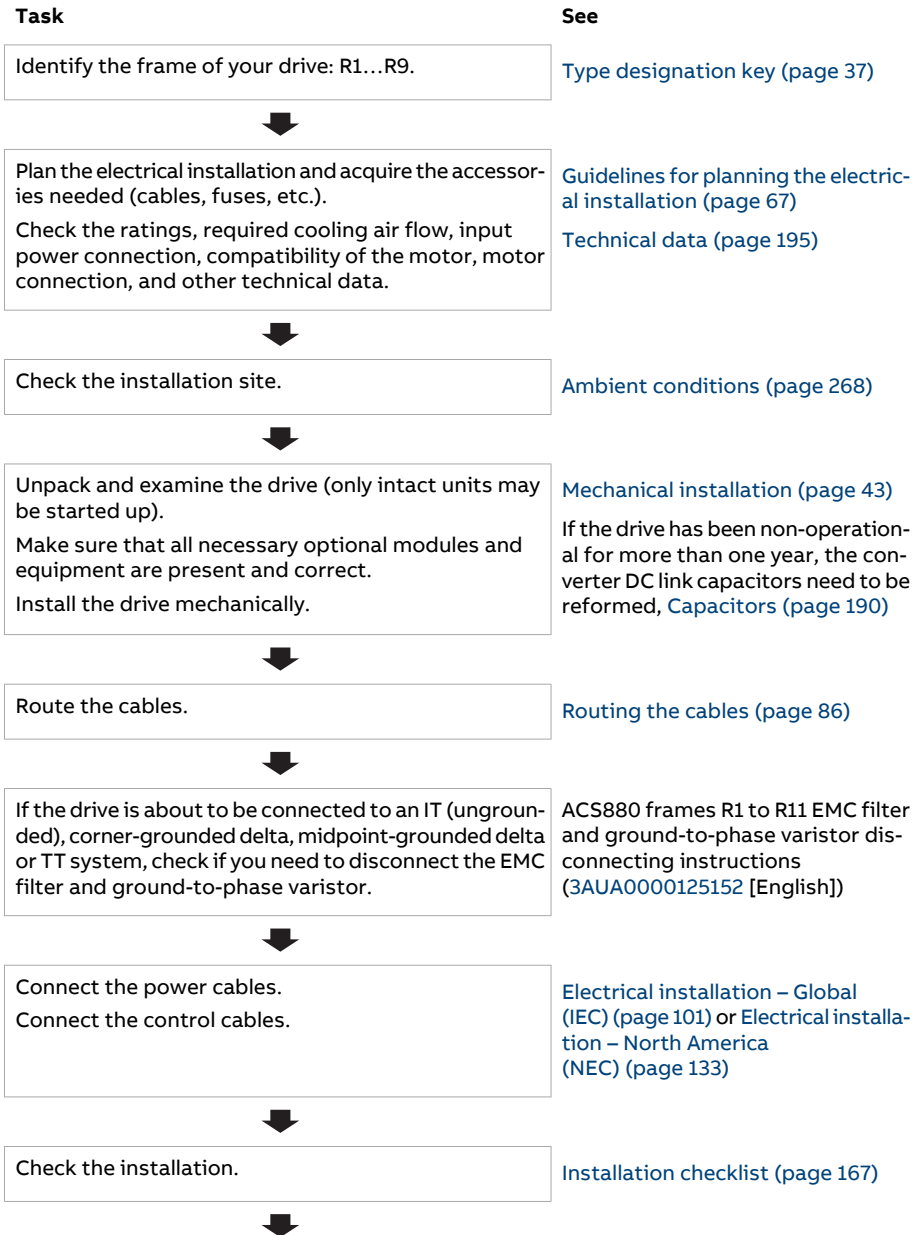 Task
See
Identify the frame of your drive: R1…R9.
Type designation key (page 37)
Plan the electrical installation and acquire the accessor-
ies needed (cables, fuses, etc.).
Check the ratings, required cooling air flow, input
power connection, compatibility of the motor, motor
connection, and other technical data.
Guidelines for planning the electric-
al installation (page 67)
Technical data (page 195)
Check the installation site.
Ambient conditions (page 268)
Unpack and examine the drive (only intact units may
be started up).
Make sure that all necessary optional modules and
equipment are present and correct.
Install the drive mechanically.
Mechanical installation (page 43)
If the drive has been non-operation-
al for more than one year, the con-
verter DC link capacitors need to be
reformed, Capacitors (page 190)
Route the cables.
Routing the cables (page 86)
If the drive is about to be connected to an IT (ungroun-
ded), corner-grounded delta, midpoint-grounded delta
or TT system, check if you need to disconnect the EMC
filter and ground-to-phase varistor.
ACS880 frames R1 to R11 EMC filter
and ground-to-phase varistor dis-
connecting instructions
(3AUA0000125152 [English])
Connect the power cables.
Connect the control cables.
Electrical installation – Global
(IEC) (page 101) or Electrical installa-
tion – North America
(NEC) (page 133)
Check the installation.
Installation checklist (page 167)